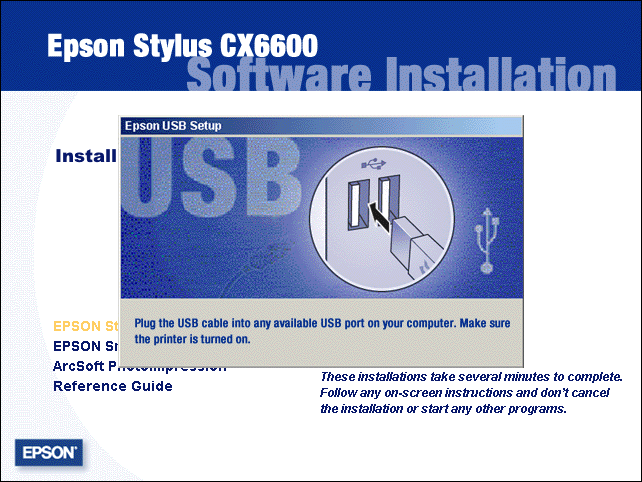 Epson Stylus CX6600
Software Installation
Epson USB Setup
Install
USB
Plug the USB cable into any available USB port on your computer. Make sure
the printer is turned on.
EPSON St
EPSON Sm
ArcSoft PhotoImpression
Reference Guide
These installations take several minutes to complete.
Follow any on-screen instructions and don't cancel
the installation or start any other programs.
EPSON